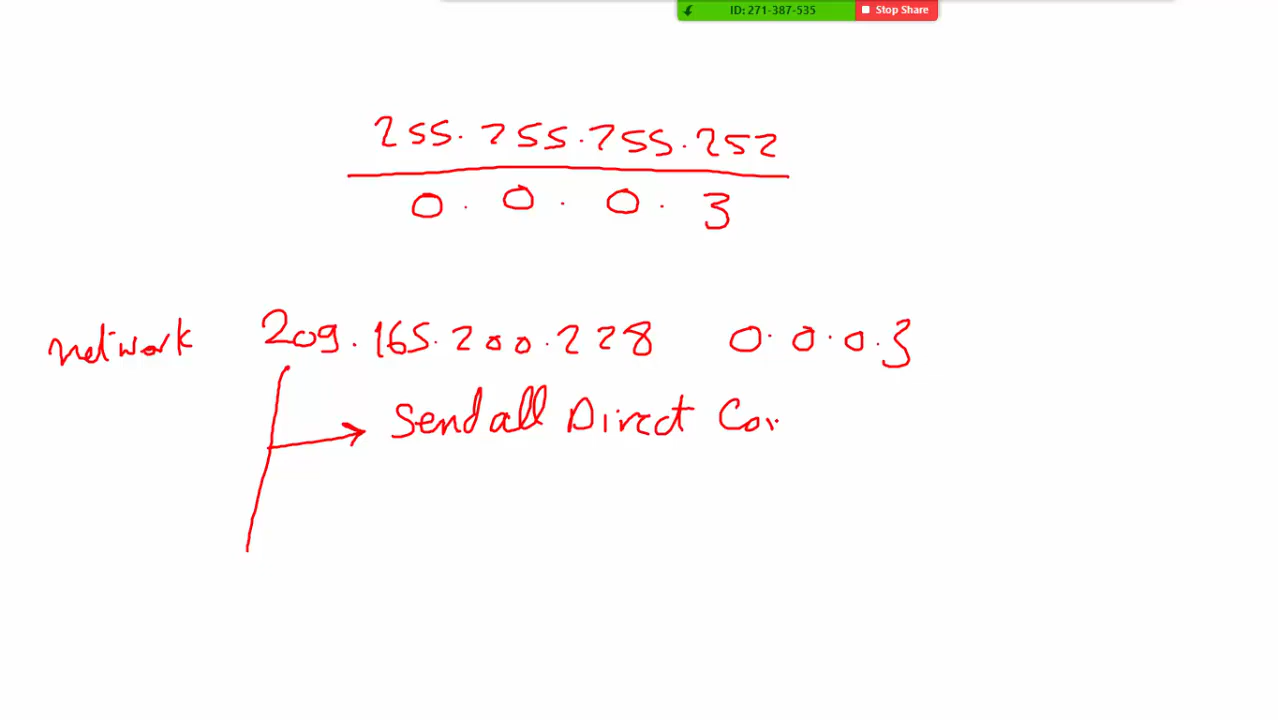 ID: 271-387-535 Stop Share
255.255.255.252
0.0.0.3
network 209.165.200.228 0.0.0.3
Send all Direct